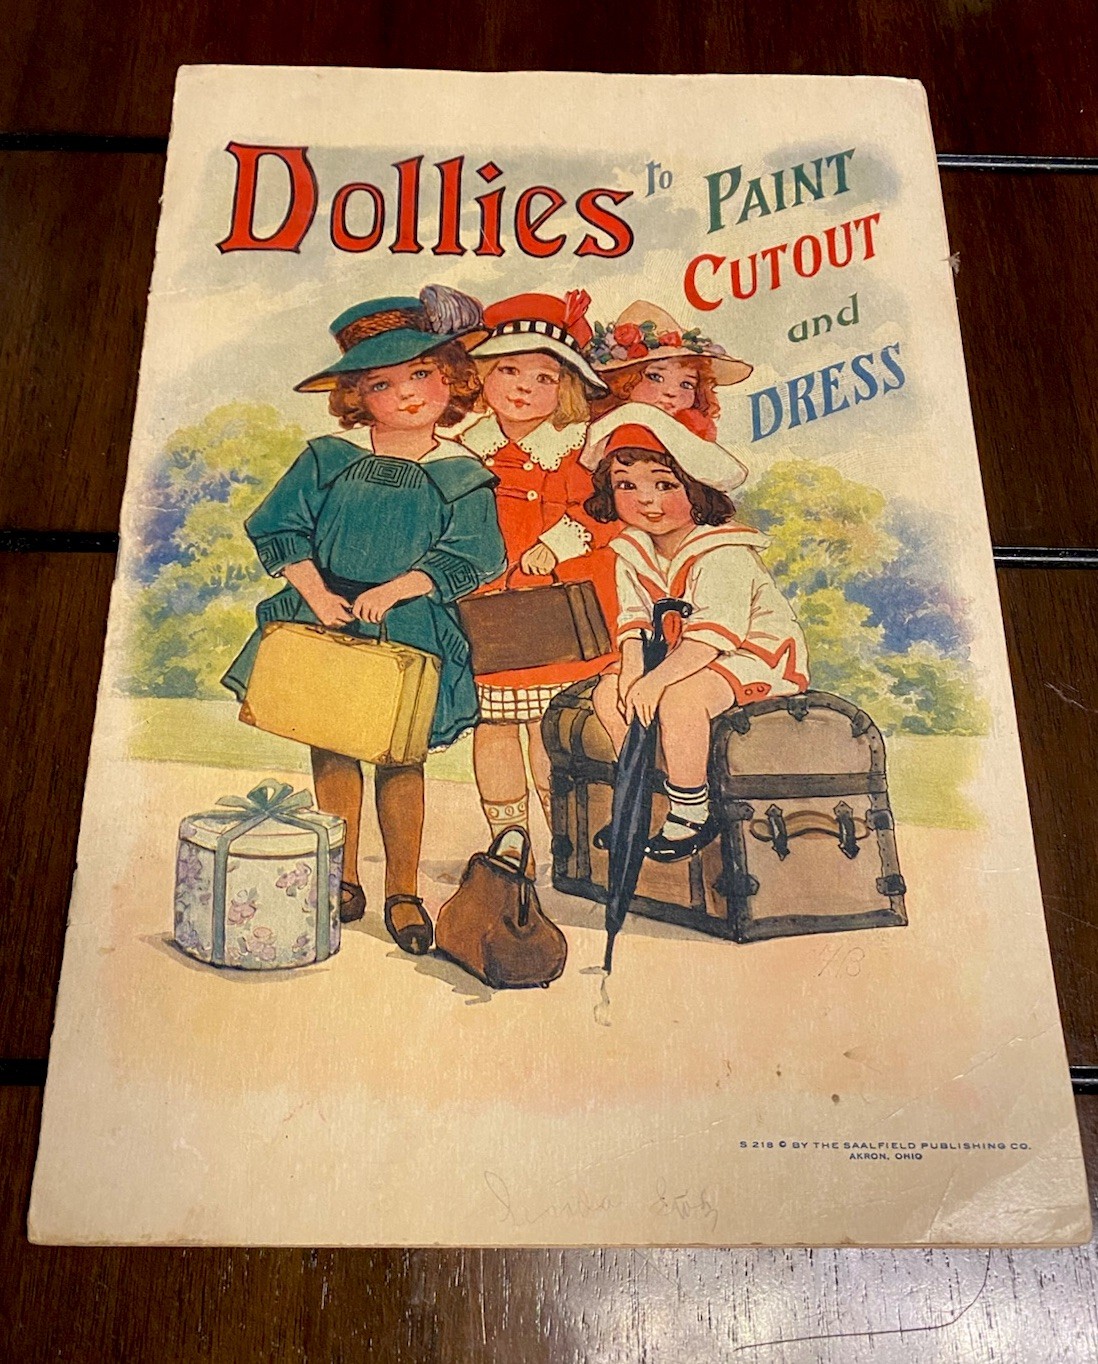 Dollies to PAINT
CUTOUT
and
DRESS
S 218 © BY THE SAALFIELD PUBLISHING CO.
AKRON, OHIO